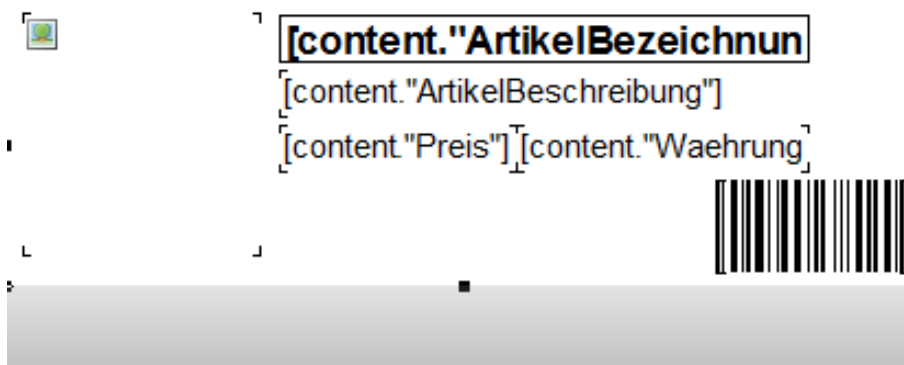 [content."ArtikelBezeichnun
[content."ArtikelBeschreibung"]
[content."Preis"] [content."Waehrung